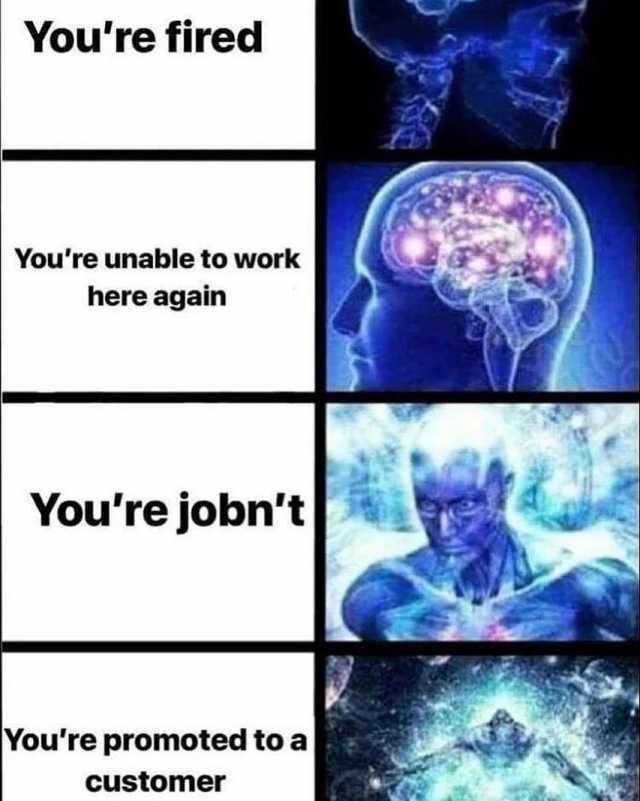 You're fired
You're unable to work
here again
You're jobn't
You're promoted to a
customer